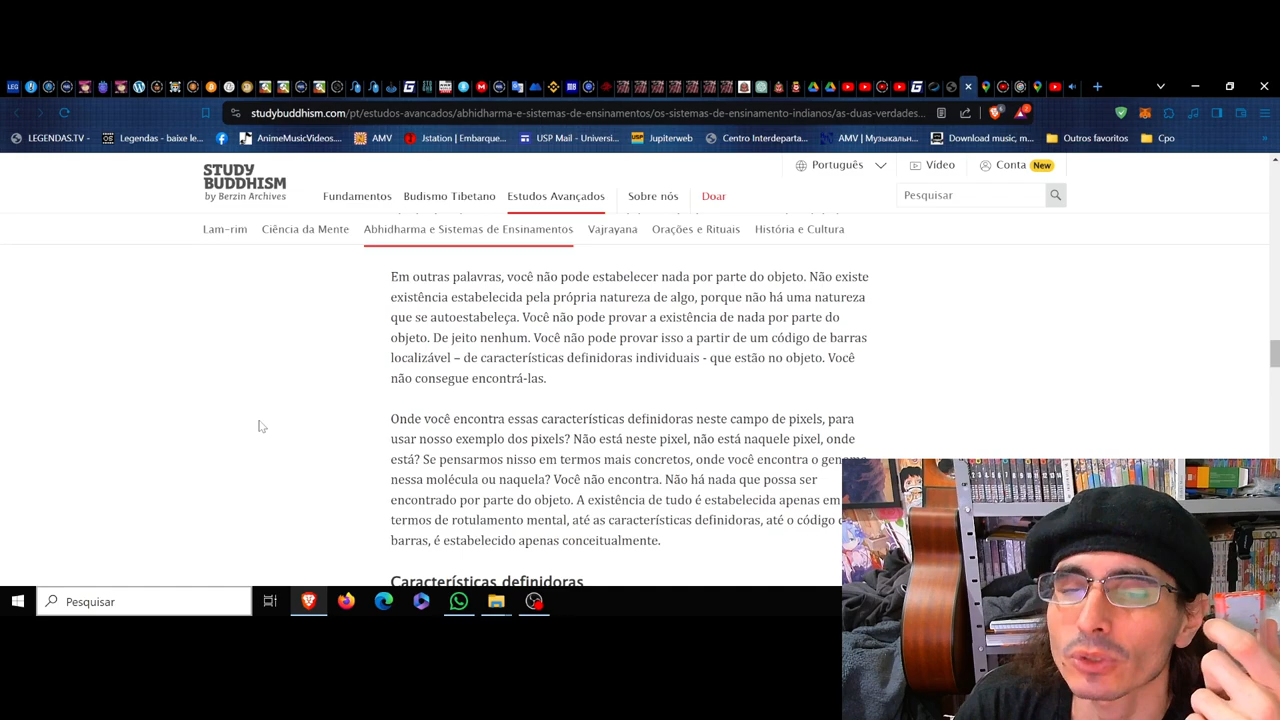 studybuddhism.com/pt/estudos-avancados/abhidharma-e-sistemas-de-ensinamento/os-sistemas-de-ensinamento-indianos/as-duas-verdades...
LEGENDAS.TV -
Legendas - baixe le...
AnimeMusicVideos....
AMV
Jstation | Embarque...
USP Mail - Universi...
Jupiterweb
Centro Interdeparta...
AMV | Музыкальн...
Download music, m...
Outros favoritos
Cpo
STUDY
BUDDHISM
by Berzin Archives
Português
Vídeo
Conta New
Fundamentos
Budismo Tibetano
Estudos Avançados
Sobre nós
Doar
Pesquisar
Lam-rim
Ciência da Mente
Abhidharma e Sistemas de Ensinamentos
Vajrayana
Orações e Rituais
História e Cultura
Em outras palavras, você não pode estabelecer nada por parte do objeto. Não existe
existência estabelecida pela própria natureza de algo, porque não há uma natureza
que se autoestabeleça. Você não pode provar a existência de nada por parte do
objeto. De jeito nenhum. Você não pode provar isso a partir de um código de barras
localizável – de características definidoras individuais - que estão no objeto. Você
não consegue encontrá-las.
Onde você encontra essas características definidoras neste campo de pixels, para
usar nosso exemplo dos pixels? Não está neste pixel, não está naquele pixel, onde
está? Se pensarmos nisso em termos mais concretos, onde você encontra o
nessa molécula ou naquela? Você não encontra. Não há nada que possa ser
encontrado por parte do objeto. A existência de tudo é estabelecida apenas em
termos de rotulamento mental, até as características definidoras, até o código
barras, é estabelecido apenas conceitualmente.
Características definidoras
Pesquisar